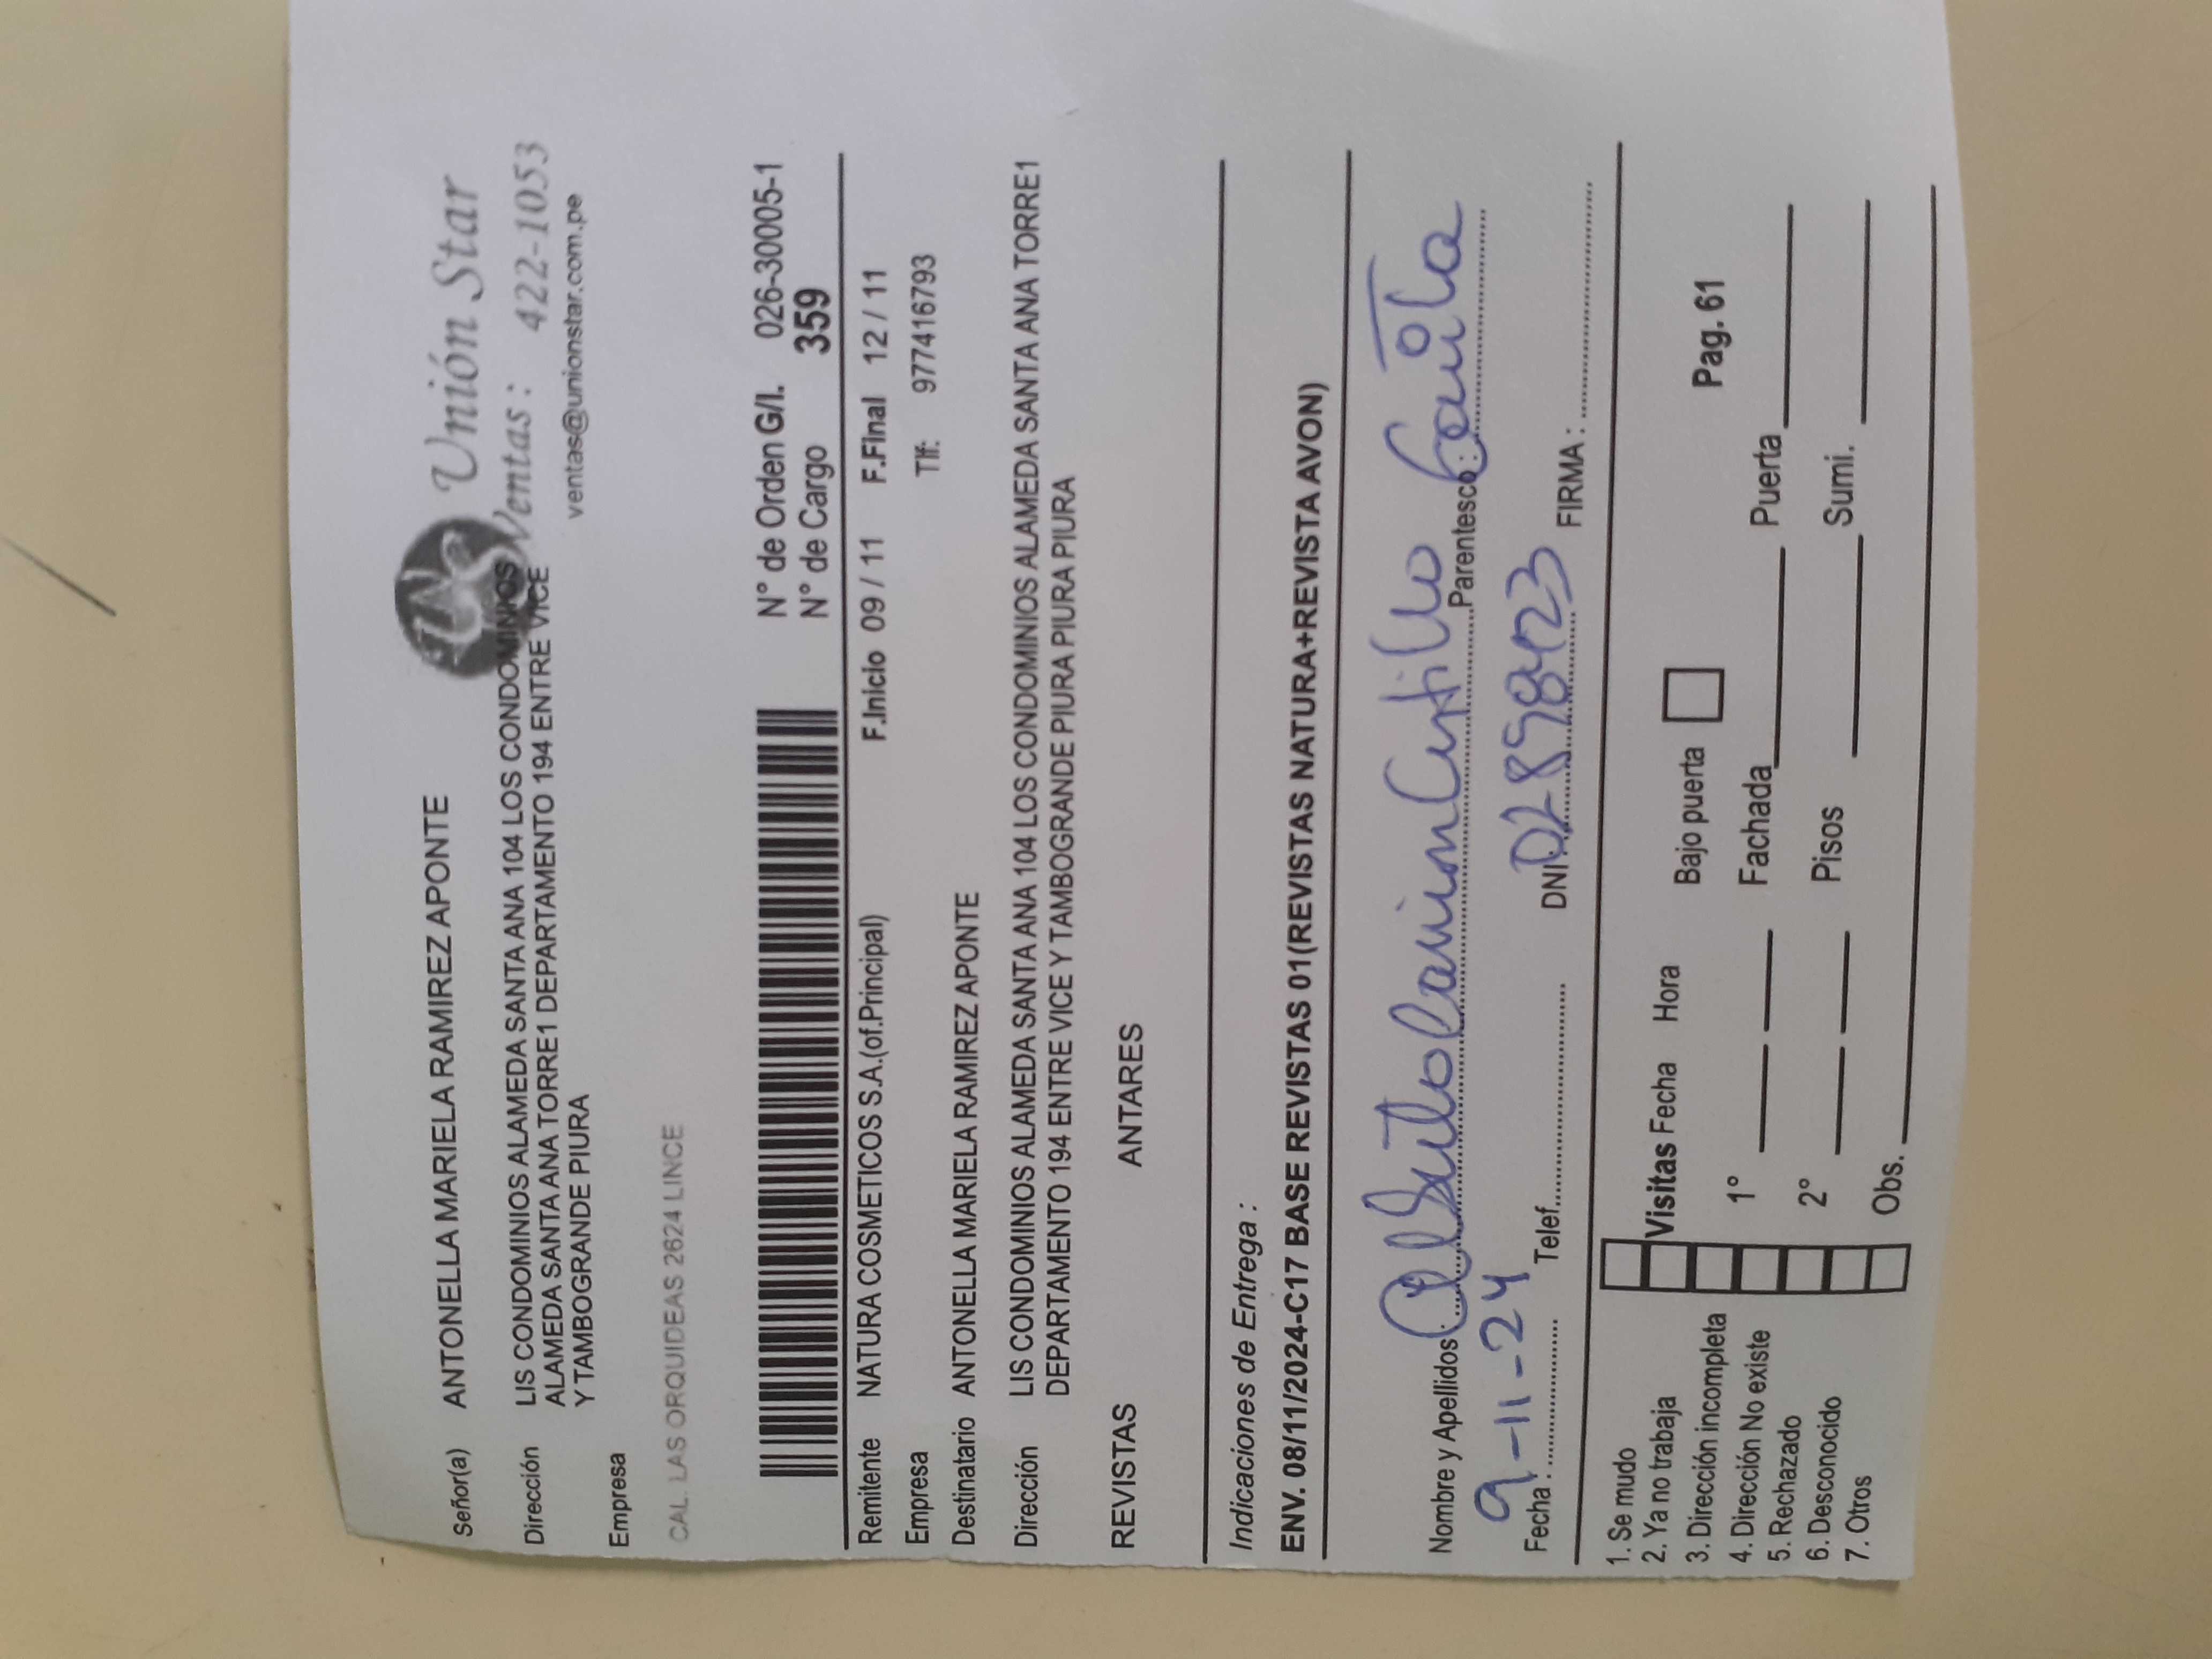 Unión Star
Ventas : 422-1053
ventas@unionstar.com.pe
Señor(a) ANTONELLA MARIELA RAMIREZ APONTE
Dirección LIS CONDOMINIOS ALAMEDA SANTA ANA 104 LOS CONDOMINIOS
ALAMEDA SANTA ANA TORRE1 DEPARTAMENTO 194 ENTRE VICE
Y TAMBOGRANDE PIURA
Empresa
CAL. LAS ORQUIDEAS 2624 LINCE
N° de Orden G/l. 026-30005-1
N° de Cargo 359
Remitente NATURA COSMETICOS S.A.(of.Principal) F.Inicio 09 / 11 F.Final 12 / 11
Empresa Tlf: 977416793
Destinatario ANTONELLA MARIELA RAMIREZ APONTE
Dirección LIS CONDOMINIOS ALAMEDA SANTA ANA 104 LOS CONDOMINIOS ALAMEDA SANTA ANA TORRE1
DEPARTAMENTO 194 ENTRE VICE Y TAMBOGRANDE PIURA PIURA PIURA
REVISTAS ANTARES
Indicaciones de Entrega :
ENV. 08/11/2024-C17 BASE REVISTAS 01(REVISTAS NATURA+REVISTA AVON)
Nombre y Apellidos : Parentesco :
9-11-24 02898423
Fecha : Telef. DNI : FIRMA :
1. Se mudo
2. Ya no trabaja Visitas Fecha Hora Bajo puerta Pag. 61
3. Dirección incompleta
4. Dirección No existe 1° Fachada Puerta
5. Rechazado
6. Desconocido 2° Pisos Sumi.
7. Otros Obs.